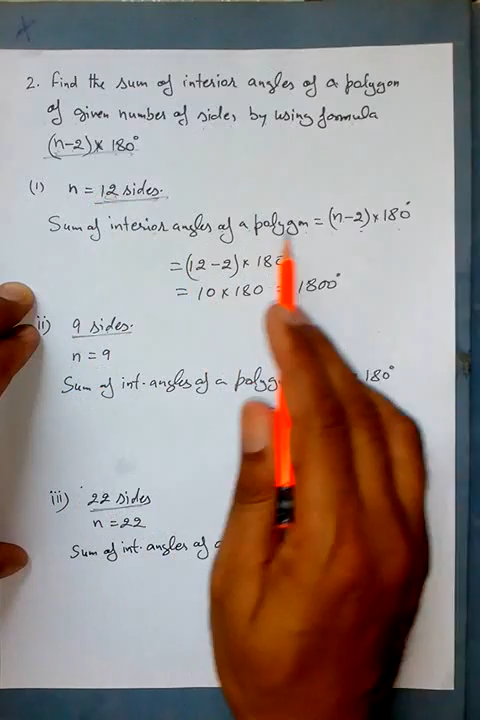 2. Find the sum of interior angles of a polygon
of given number of sides by using formula
(n-2)×180°
(i) n = 12 sides.
Sum of interior angles of a polygon = (n-2)×180°
= (12-2)×18
= 10×180 = 1800°
ii) 9 sides.
n = 9
Sum of int. angles of a 180°
iii) 22 sides
n = 22
Sum of int. angles of